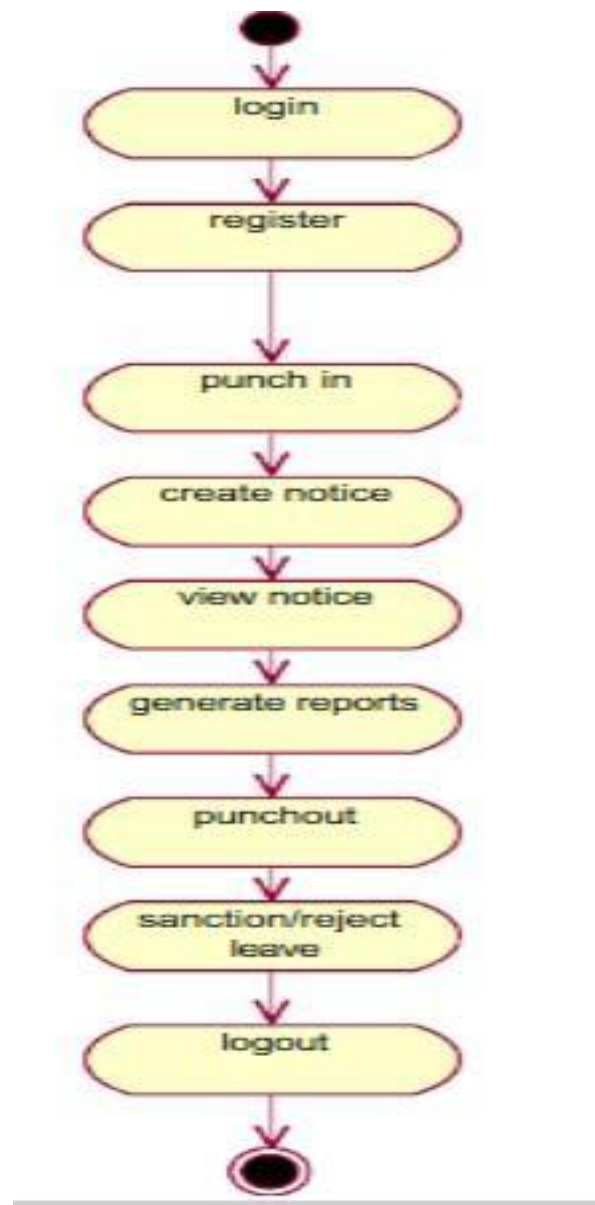 login
register
punch in
create notice
view notice
generate reports
punchout
sanction/reject
leave
logout